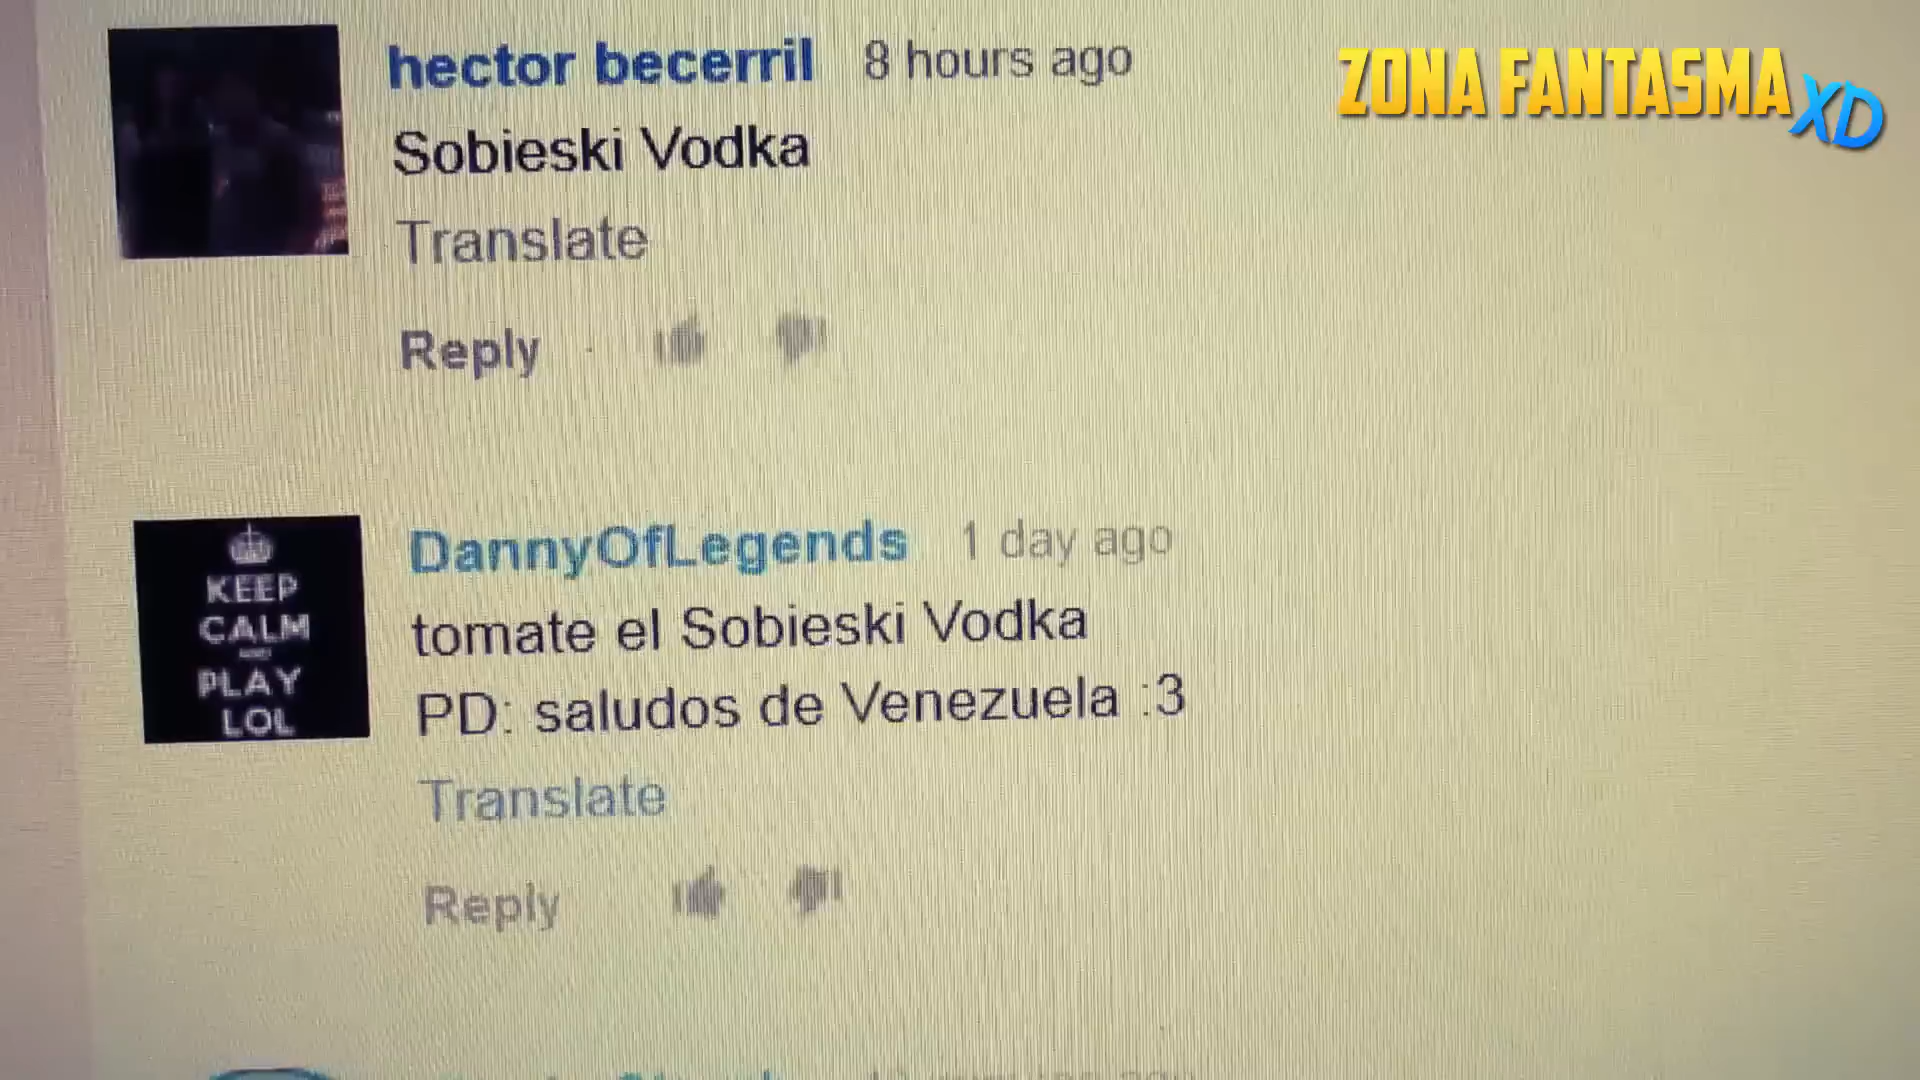 hector becerril 8 hours ago
ZONA FANTASMA XD
Sobieski Vodka
Translate
Reply
DannyOfLegends 1 day ago
KEEP
CALM
PLAY
LOL
tomate el Sobieski Vodka
PD: saludos de Venezuela :3
Translate
Reply